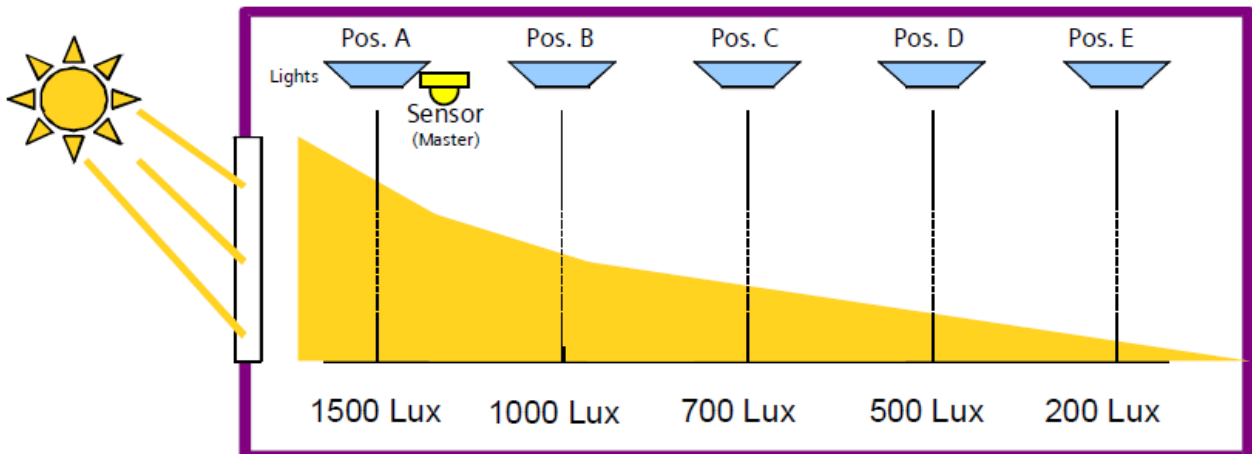 Pos. A Pos. B Pos. C Pos. D Pos. E
Lights
Sensor
(Master)
1500 Lux 1000 Lux 700 Lux 500 Lux 200 Lux